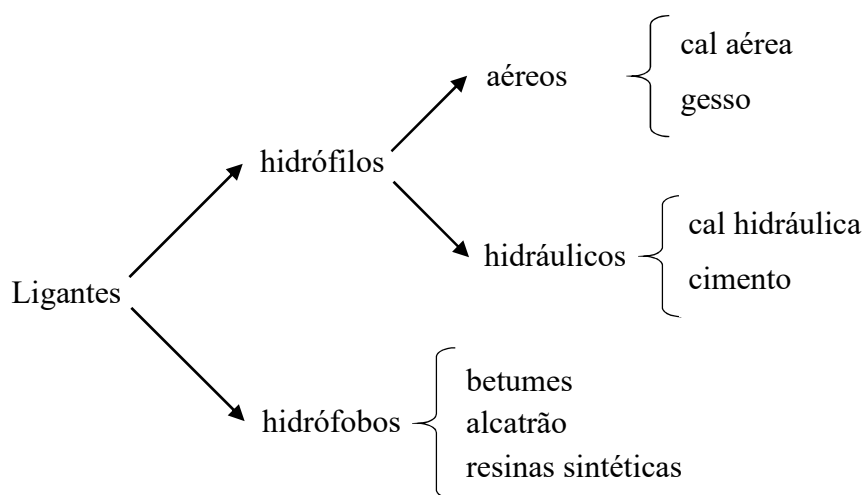 cal aérea
aéreos
gesso
hidrófilos
cal hidráulica
hidráulicos
cimento
Ligantes
betumes
hidrófobos
alcatrão
resinas sintéticas